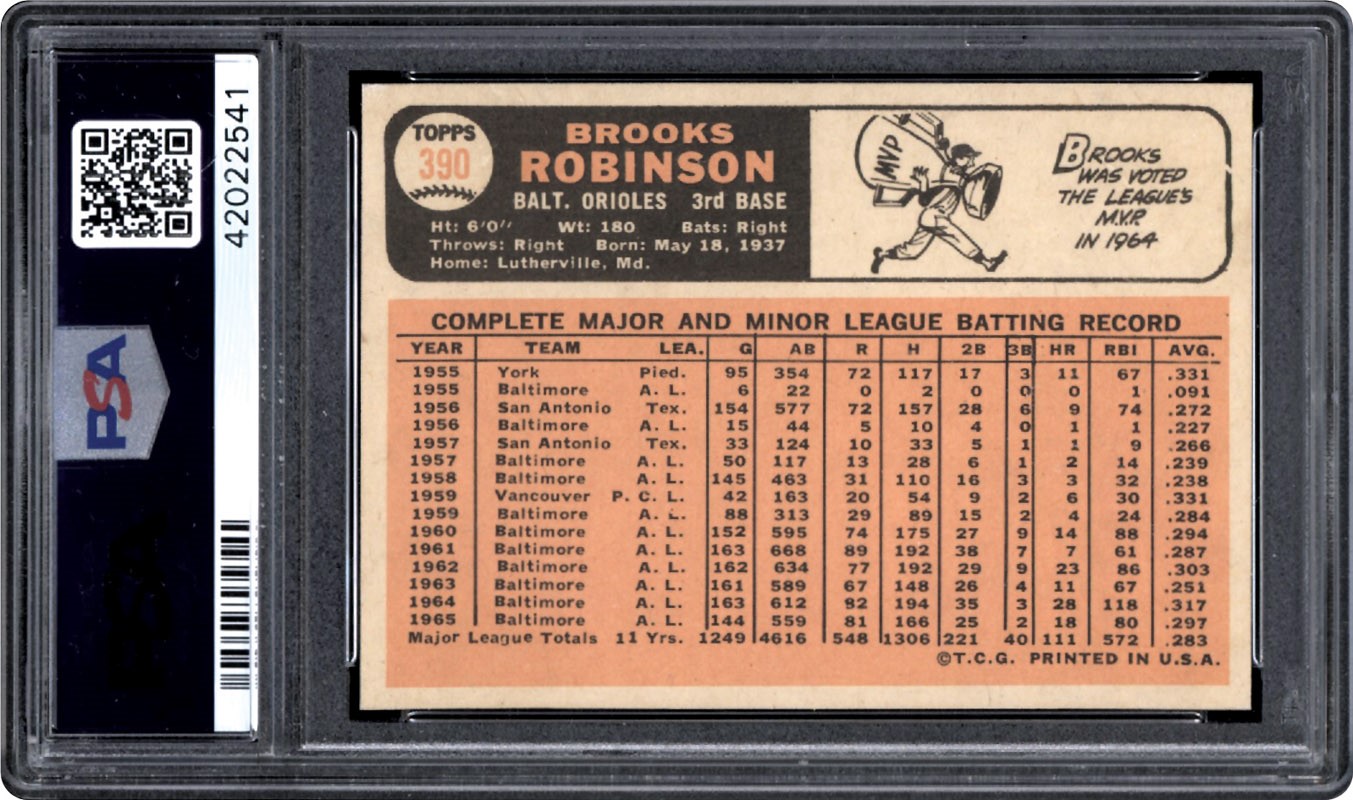 42022541
PSA
TOPPS
390
BROOKS
ROBINSON
BALT. ORIOLES 3rd BASE
Ht: 6'0" Wt: 180 Bats: Right
Throws: Right Born: May 18, 1937
Home: Lutherville, Md.
MVP
BROOKS
WAS VOTED
THE LEAGUE'S
M.V.P.
IN 1964
COMPLETE MAJOR AND MINOR LEAGUE BATTING RECORD
YEAR TEAM LEA. G AB R H 2B 3B HR RBI AVG.
1955 York Pied. 95 354 72 117 17 3 11 67 .331
1955 Baltimore A. L. 6 22 0 2 0 0 0 1 .091
1956 San Antonio Tex. 154 577 72 157 28 6 9 74 .272
1956 Baltimore A. L. 15 44 5 10 4 0 1 1 .227
1957 San Antonio Tex. 33 124 10 33 5 1 1 9 .266
1957 Baltimore A. L. 50 117 13 28 6 1 2 14 .239
1958 Baltimore A. L. 145 463 31 110 16 3 3 32 .238
1959 Vancouver P. C. L. 42 163 20 54 9 2 6 30 .331
1959 Baltimore A. L. 88 313 29 89 15 2 4 24 .284
1960 Baltimore A. L. 152 595 74 175 27 9 14 88 .294
1961 Baltimore A. L. 163 668 89 192 38 7 7 61 .287
1962 Baltimore A. L. 162 634 77 192 29 9 23 86 .303
1963 Baltimore A. L. 161 589 67 148 26 4 11 67 .251
1964 Baltimore A. L. 163 612 82 194 35 3 28 118 .317
1965 Baltimore A. L. 144 559 81 166 25 2 18 80 .297
Major League Totals 11 Yrs. 1249 4616 548 1306 221 40 111 572 .283
©T.C.G. PRINTED IN U.S.A.